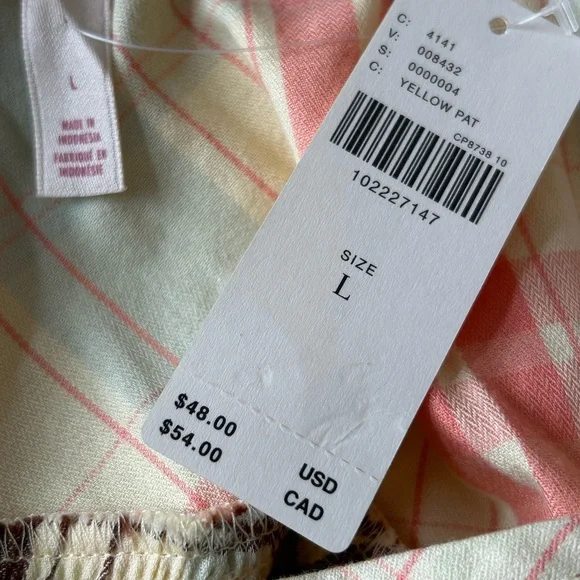 L
MADE IN
INDONESIA
FABRIQUÉ EN
INDONÉSIE
C: 4141
V: 008432
S: 0000004
C: YELLOW PAT
CP8738 10
102227147
SIZE
L
$48.00 USD
$54.00 CAD